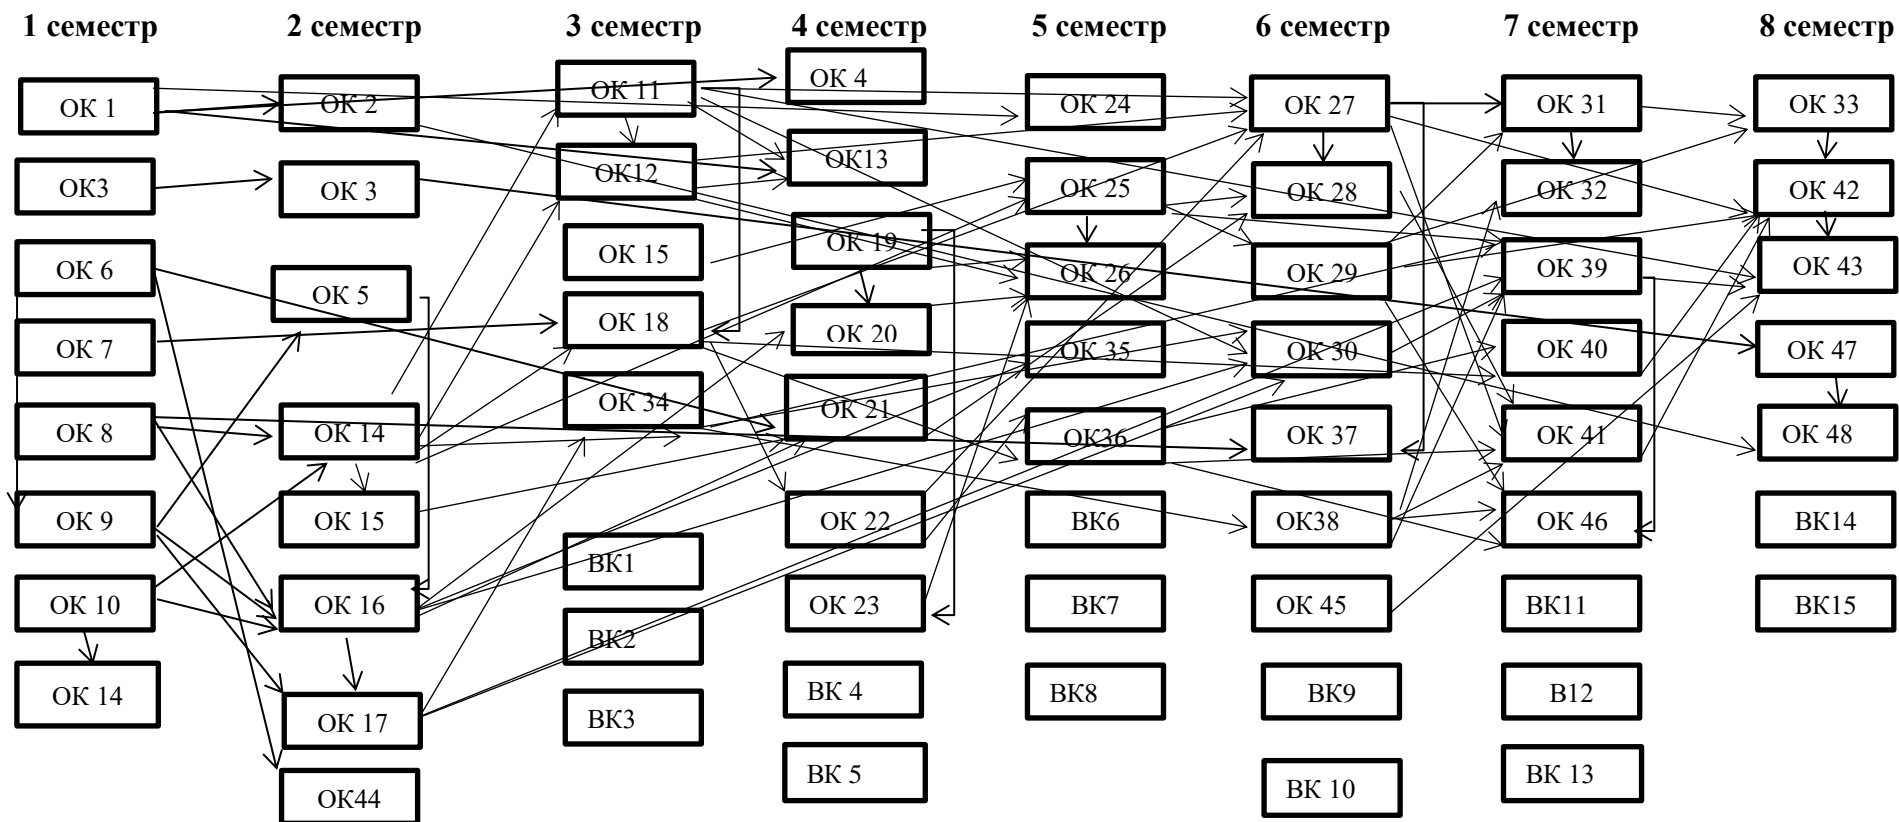 1 семестр
2 семестр
3 семестр
4 семестр
5 семестр
6 семестр
7 семестр
8 семестр
ОК 1
ОК3
ОК 6
ОК 7
ОК 8
ОК 9
ОК 10
ОК 14
ОК 2
ОК 3
ОК 5
ОК 14
ОК 15
ОК 16
ОК 17
ОК44
ОК 11
ОК12
ОК 15
ОК 18
ОК 34
ВК1
ВК2
ВК3
ОК 4
ОК13
ОК 19
ОК 20
ОК 21
ОК 22
ОК 23
ВК 4
ВК 5
ОК 24
ОК 25
ОК 26
ОК 35
ОК36
ВК6
ВК7
ВК8
ОК 27
ОК 28
ОК 29
ОК 30
ОК 37
ОК38
ОК 45
ВК9
ВК 10
ОК 31
ОК 32
ОК 39
ОК 40
ОК 41
ОК 46
ВК11
В12
ВК 13
ОК 33
ОК 42
ОК 43
ОК 47
ОК 48
ВК14
ВК15